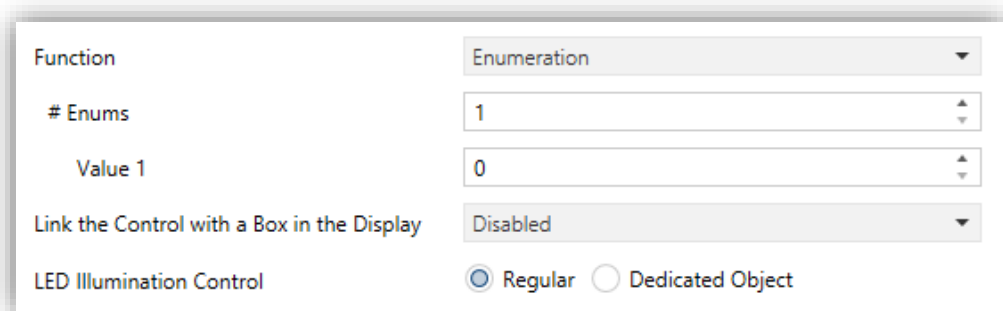 Function Enumeration
# Enums 1
Value 1 0
Link the Control with a Box in the Display Disabled
LED Illumination Control Regular Dedicated Object